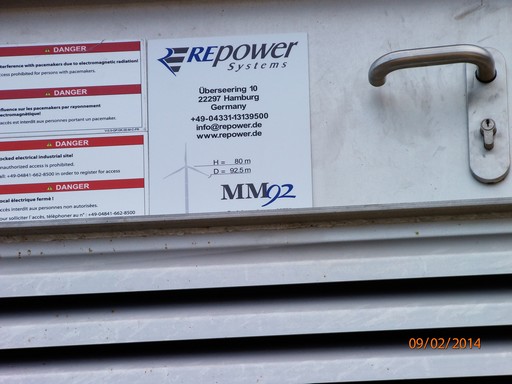 DANGER
nterference with pacemakers due to electromagnetic radiation!
ccess prohibited for persons with pacemakers.
DANGER
nfluence sur les pacemakers par rayonnement
ectromagnétique!
accès est interdit aux personnes portant un pacemaker.
DANGER
ocked electrical industrial site!
nauthorised access is prohibited.
all: +49-04841-662-8500 in order to register for access
DANGER
ocal électrique fermé !
accès interdit aux personnes non autorisées.
our solliciter l'accès, téléphoner au n° : +49-04841-662-8500
REPOWER
Systems
Überseering 10
22297 Hamburg
Germany
+49-04331-13139500
info@repower.de
www.repower.de
H = 80 m
D = 92.5 m
MM92
09/02/2014